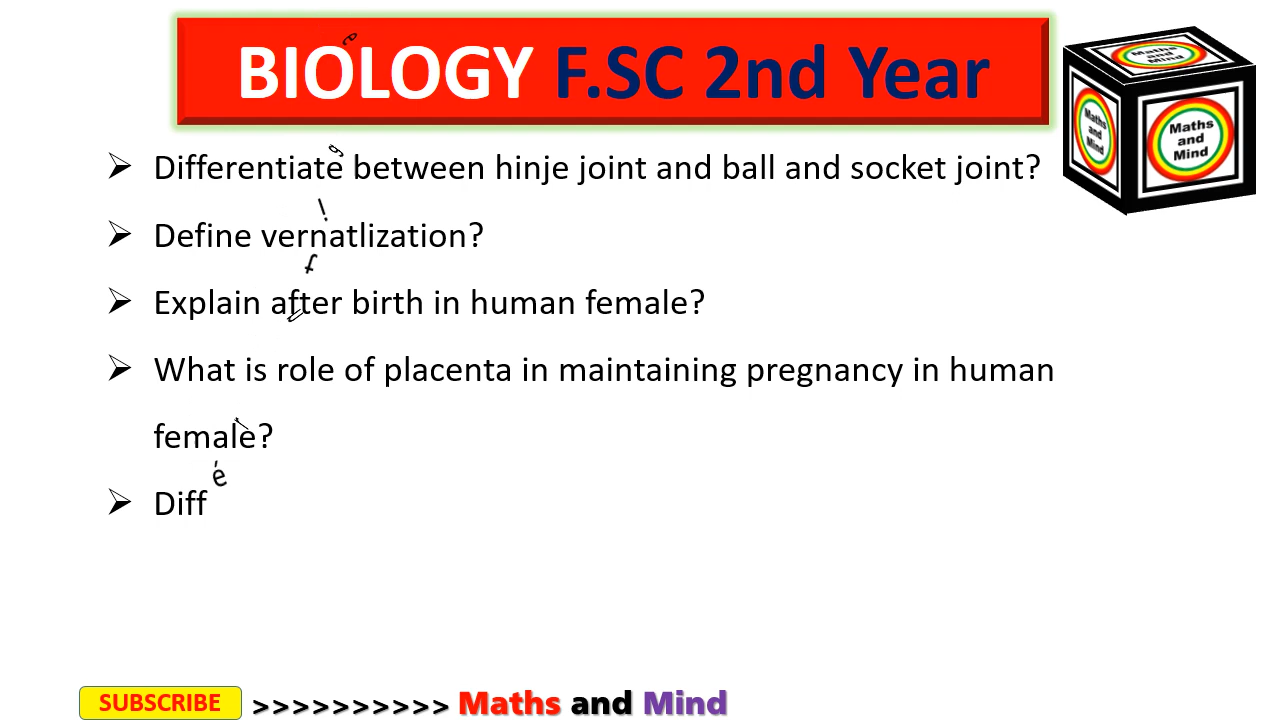 BIOLOGY F.SC 2nd Year
Maths and Mind
Maths and Mind
Maths and Mind
➢ Differentiate between hinje joint and ball and socket joint?
➢ Define vernatlization?
➢ Explain after birth in human female?
➢ What is role of placenta in maintaining pregnancy in human
female?
➢ Diff
SUBSCRIBE >>>>>>>>>> Maths and Mind